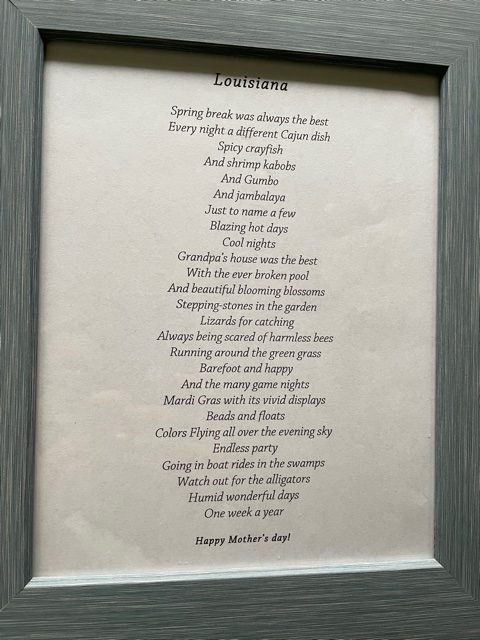 Louisiana
Spring break was always the best
Every night a different Cajun dish
Spicy crayfish
And shrimp kabobs
And Gumbo
And jambalaya
Just to name a few
Blazing hot days
Cool nights
Grandpa's house was the best
With the ever broken pool
And beautiful blooming blossoms
Stepping-stones in the garden
Lizards for catching
Always being scared of harmless bees
Running around the green grass
Barefoot and happy
And the many game nights
Mardi Gras with its vivid displays
Beads and floats
Colors Flying all over the evening sky
Endless party
Going in boat rides in the swamps
Watch out for the alligators
Humid wonderful days
One week a year
Happy Mother's day!